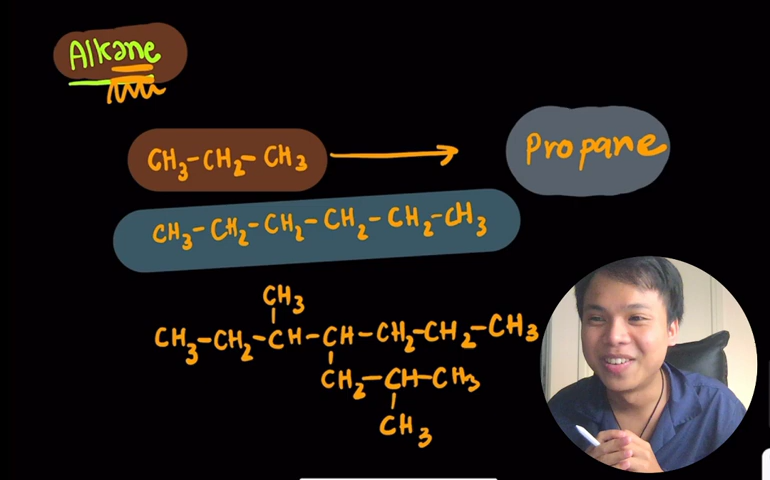 Alkane
CH3-CH2-CH3 → Propane
CH3-CH2-CH2-CH2-CH2-CH3
CH3
CH3-CH2-CH-CH-CH2-CH2-CH3
CH2-CH-CH3
CH3